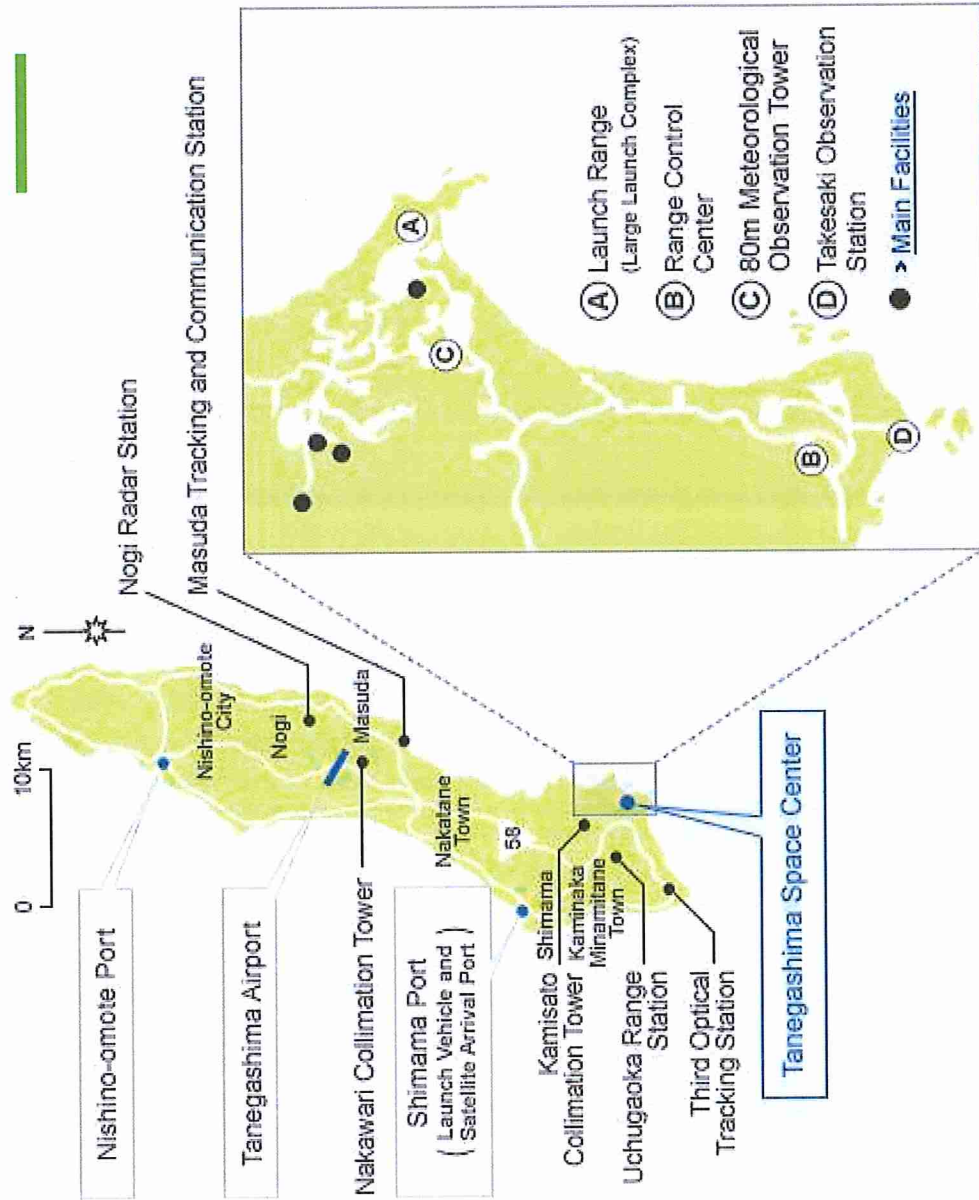 Nishino-omote Port
Tanegashima Airport
Nakawari Collimation Tower
Shimama Port
( Launch Vehicle and
Satellite Arrival Port )
Kamisato
Collimation Tower
Uchugaoka Range
Station
Third Optical
Tracking Station
Tanegashima Space Center
0
10km
N
Nishino-omote
City
Nogi
Masuda
Nakatane
Town
58
Shimama
Kaminaka
Minamitane
Town
Nogi Radar Station
Masuda Tracking and Communication Station
A
C
B
D
A Launch Range
(Large Launch Complex)
B Range Control
Center
C 80m Meteorological
Observation Tower
D Takesaki Observation
Station
> Main Facilities